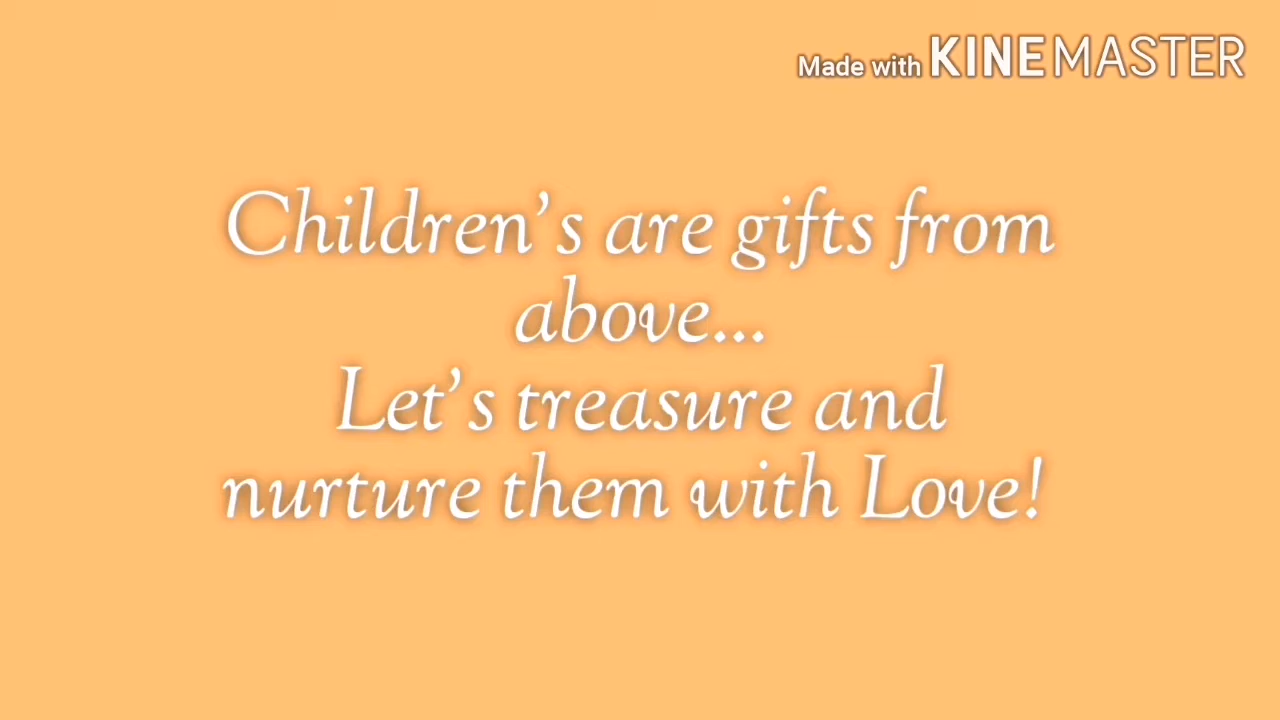 Made with KINEMASTER
Children's are gifts from
above...
Let's treasure and
nurture them with Love!